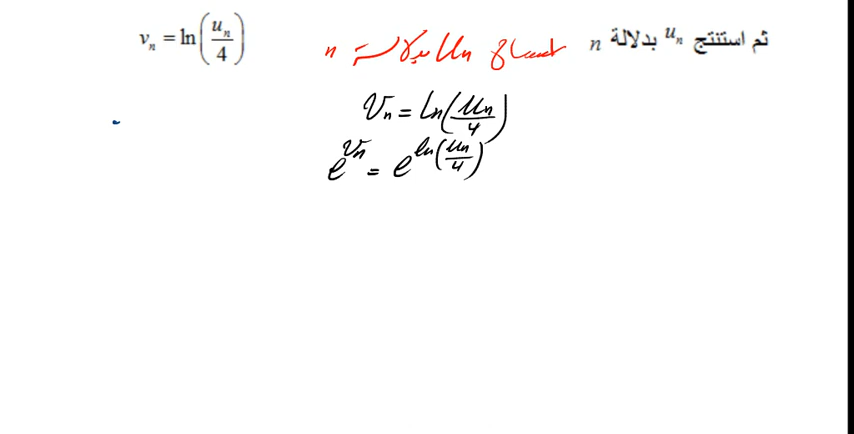 ثم استنتج u_n بدلالة n
v_n = ln(u_n/4)
استنتاج u_n بدلالة n
V_n = ln(u_n/4)
e^{V_n} = e^{ln(u_n/4)}